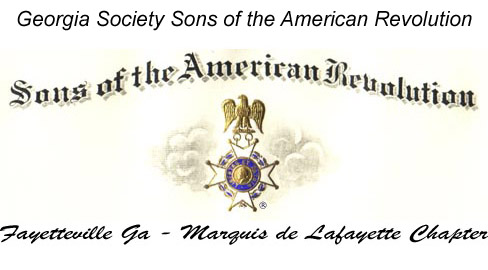 Georgia Society Sons of the American Revolution
Sons of the American Revolution
®
Fayetteville Ga - Marquis de Lafayette Chapter